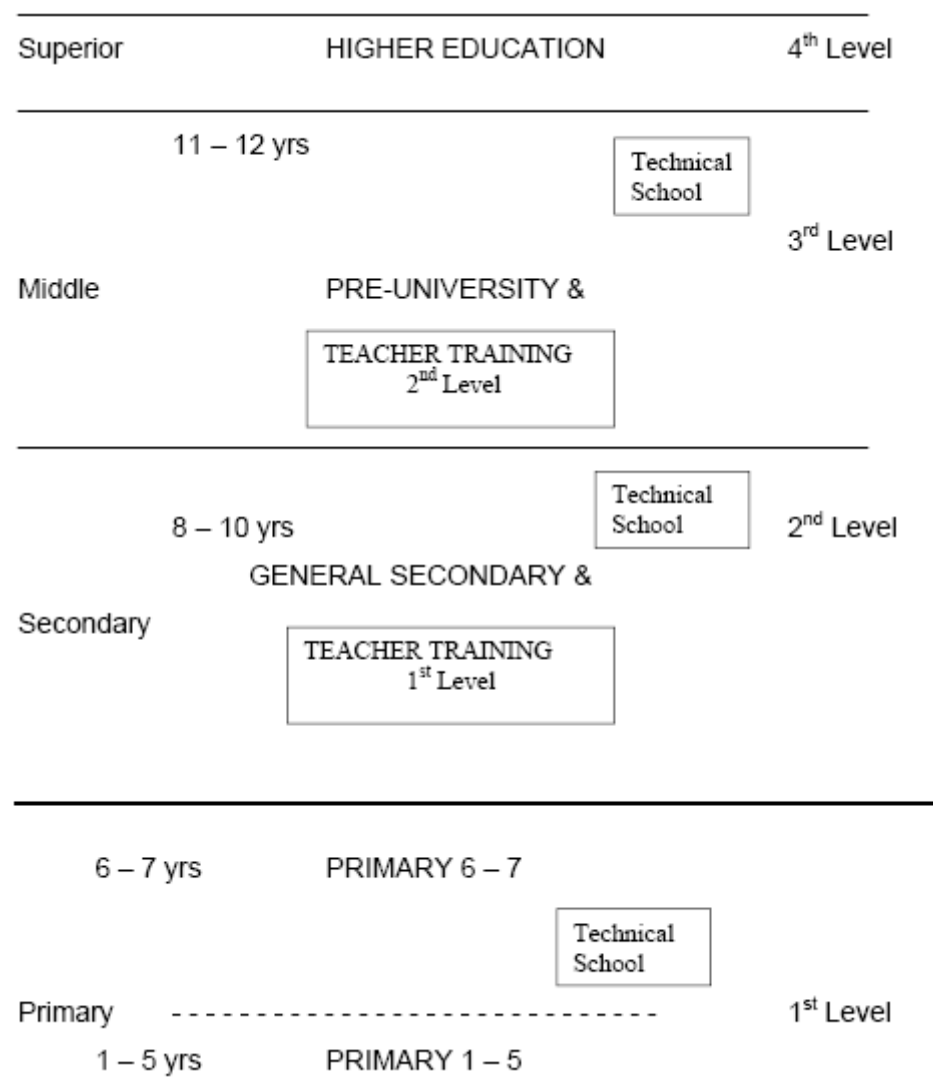 Superior HIGHER EDUCATION 4th Level
11 – 12 yrs
Technical
School
3rd Level
Middle PRE-UNIVERSITY &
TEACHER TRAINING
2nd Level
Technical
School
8 – 10 yrs 2nd Level
GENERAL SECONDARY &
Secondary
TEACHER TRAINING
1st Level
6 – 7 yrs PRIMARY 6 – 7
Technical
School
Primary - - - - - - - - - - - - - - - - - - - - - - - - - - - - - 1st Level
1 – 5 yrs PRIMARY 1 – 5